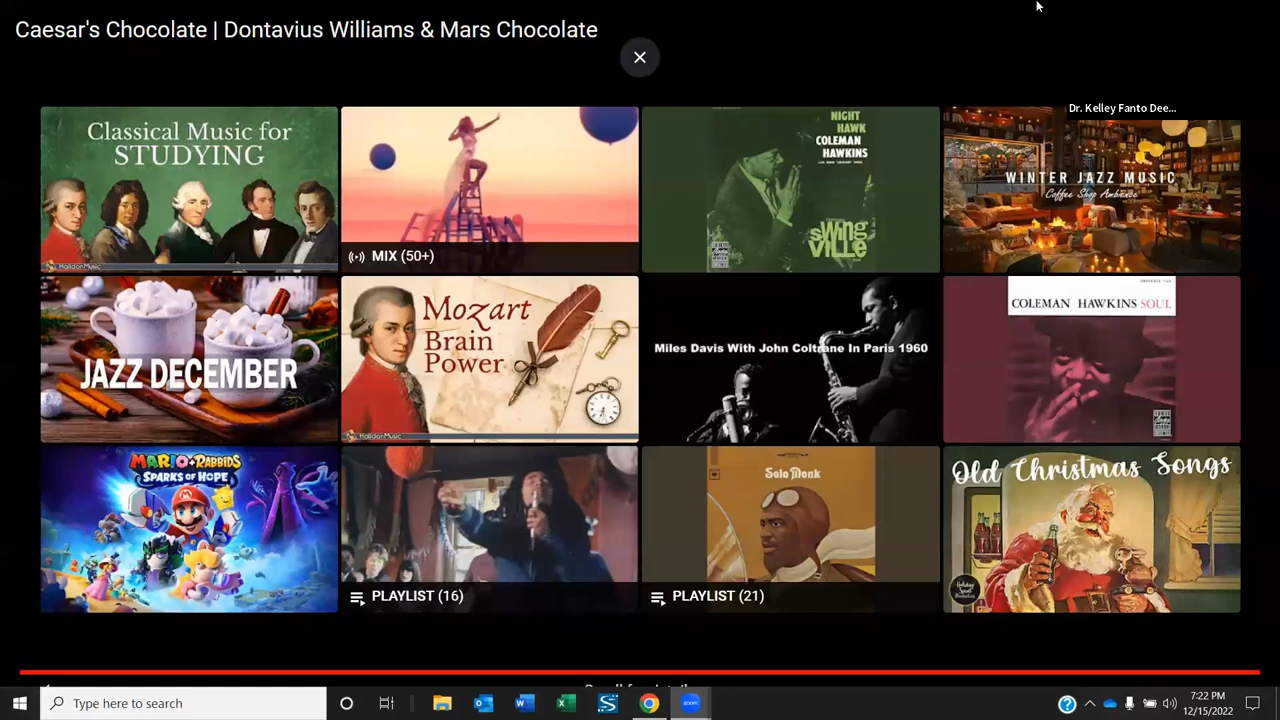 Caesar's Chocolate | Dontavius Williams & Mars Chocolate
Dr. Kelley Fanto Dee...
Classical Music for
STUDYING
HalidonMusic
MIX (50+)
NIGHT
HAWK
COLEMAN
HAWKINS
swing
VILLE
WINTER JAZZ MUSIC
Coffee Shop Ambience
JAZZ DECEMBER
Mozart
Brain
Power
HalidonMusic
Miles Davis With John Coltrane In Paris 1960
COLEMAN HAWKINS SOUL
MARIO+RABBIDS
SPARKS OF HOPE
PLAYLIST (16)
Solo Monk
PLAYLIST (21)
Old Christmas Songs
Type here to search
7:22 PM
12/15/2022